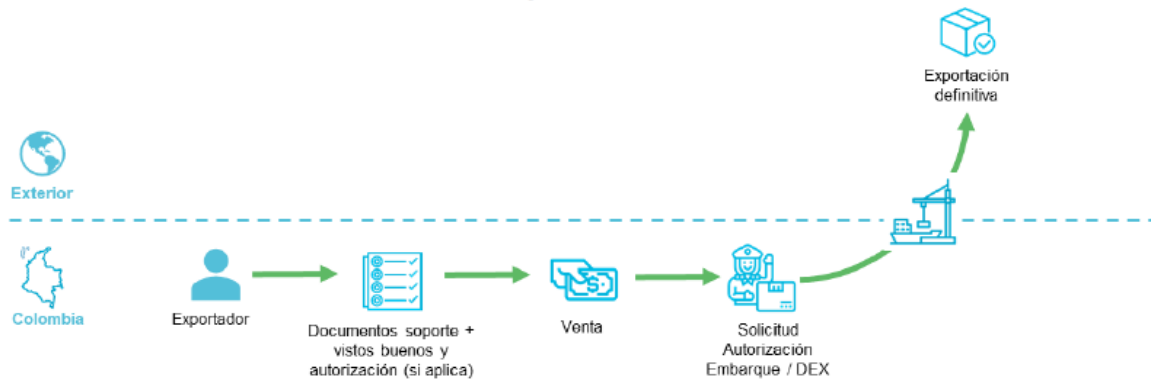 Exportación
definitiva
Exterior
Colombia
Exportador
Documentos soporte +
vistos buenos y
autorización (si aplica)
Venta
Solicitud
Autorización
Embarque / DEX